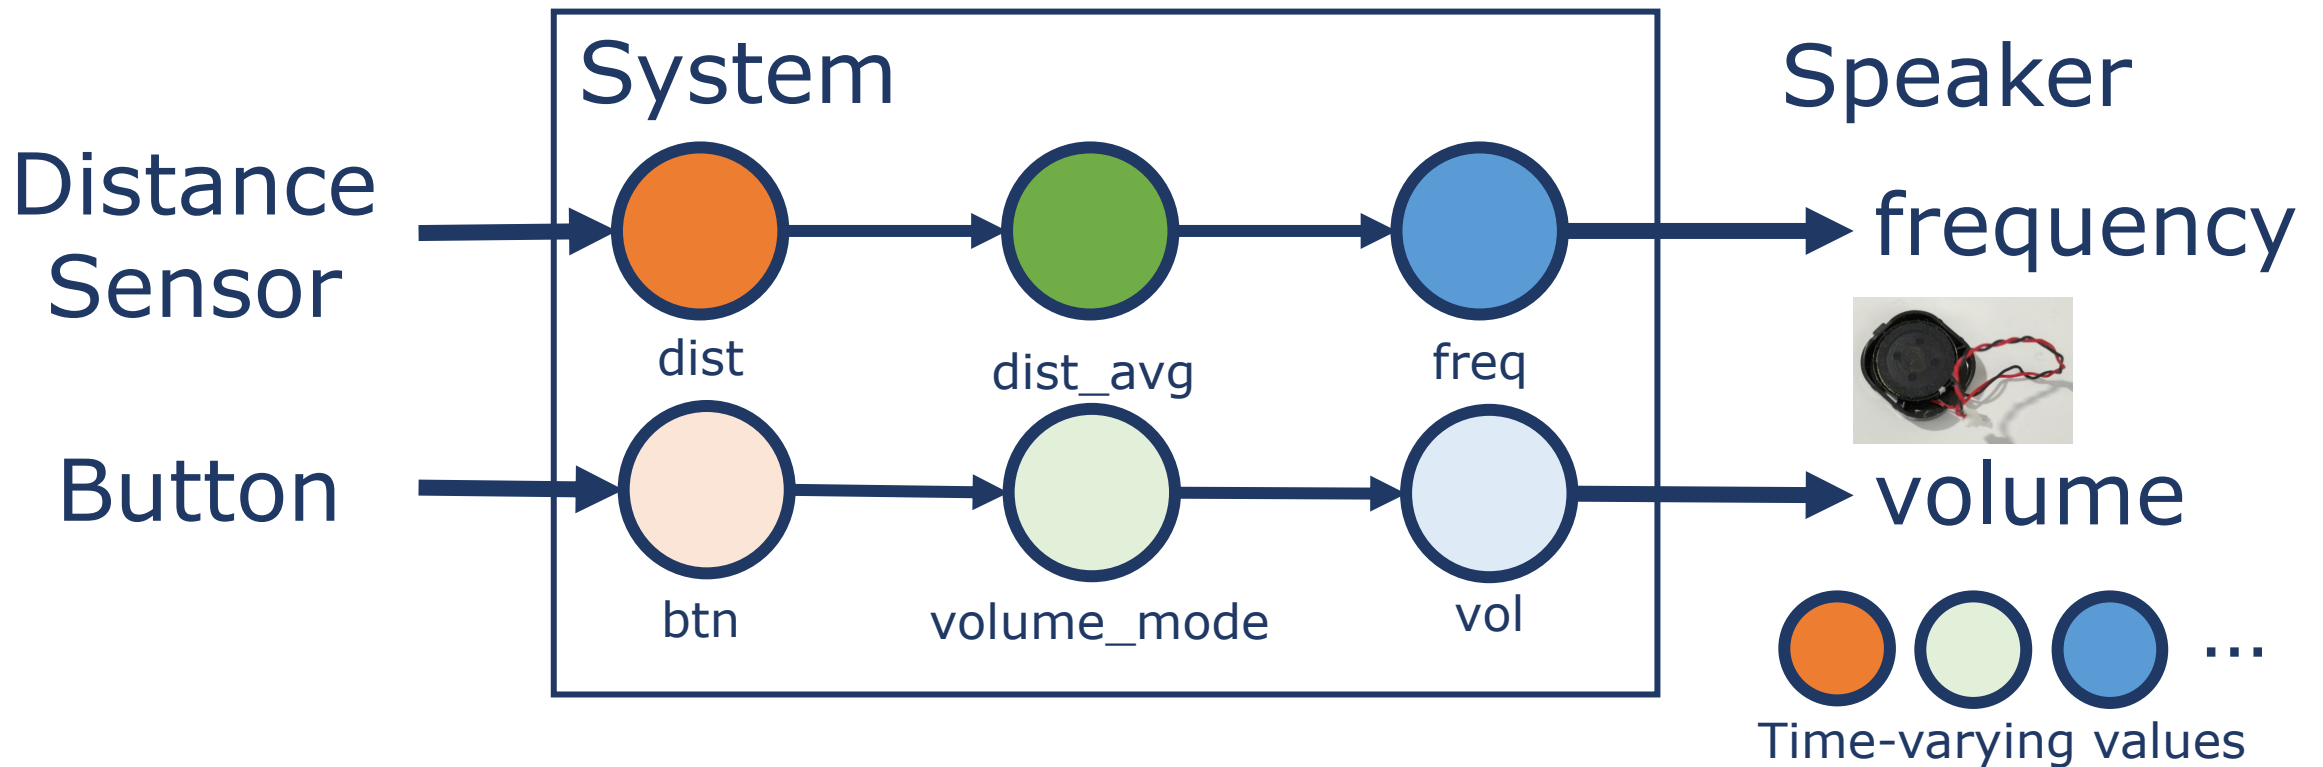 System
Speaker
Distance
Sensor
frequency
dist
dist_avg
freq
Button
volume
btn
volume_mode
vol
...
Time-varying values